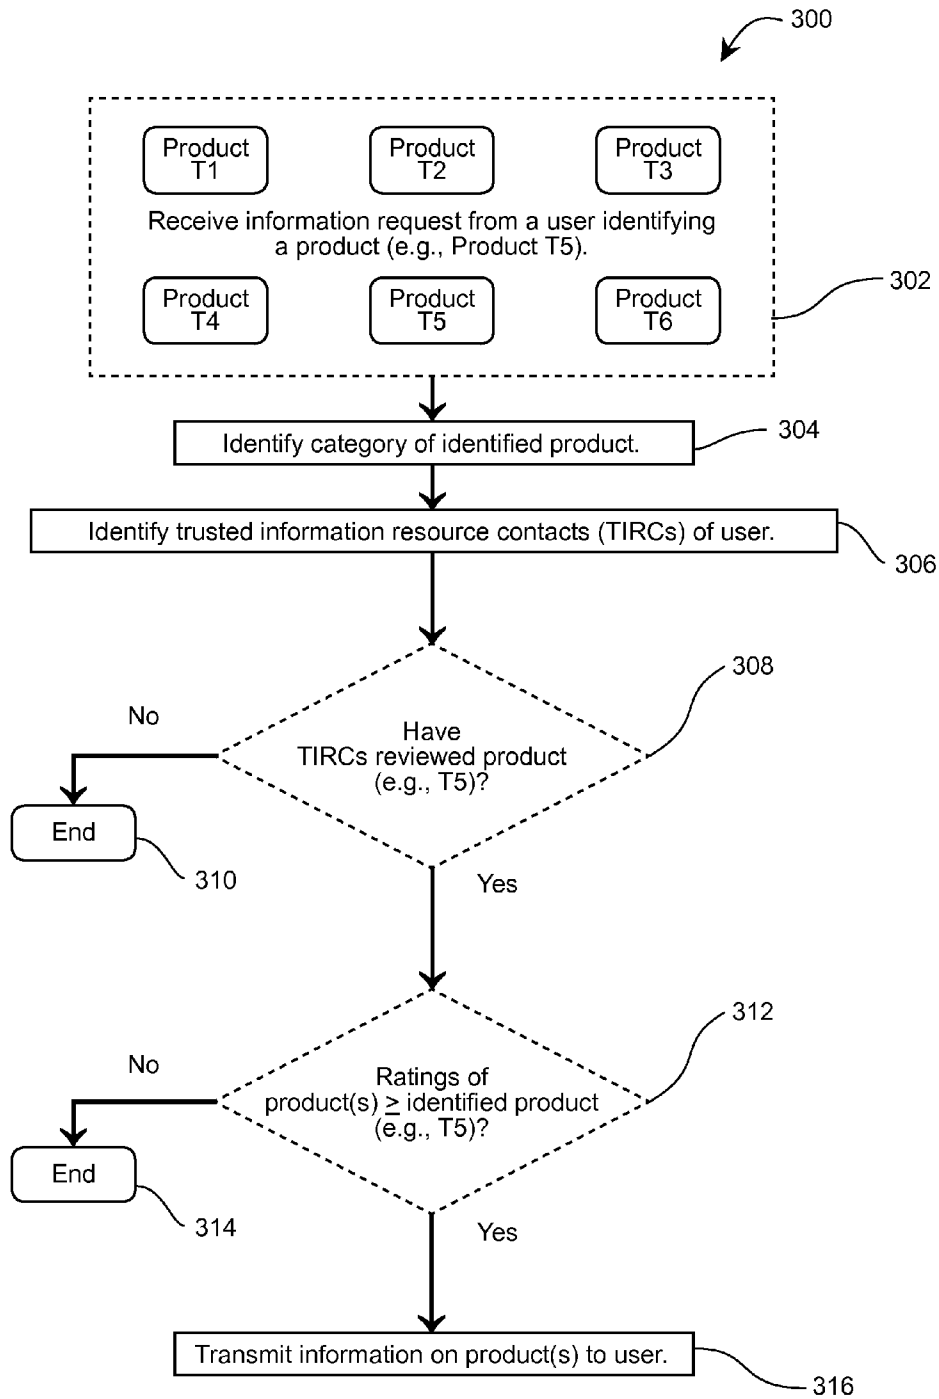 300
Product
T1
Product
T2
Product
T3
Receive information request from a user identifying
a product (e.g., Product T5).
302
Product
T4
Product
T5
Product
T6
304
Identify category of identified product.
Identify trusted information resource contacts (TIRCs) of user.
306
308
No
Have
TIRCs reviewed product
(e.g., T5)?
End
310
Yes
312
No
Ratings of
product(s) ≥ identified product
(e.g., T5)?
End
314
Yes
Transmit information on product(s) to user.
316